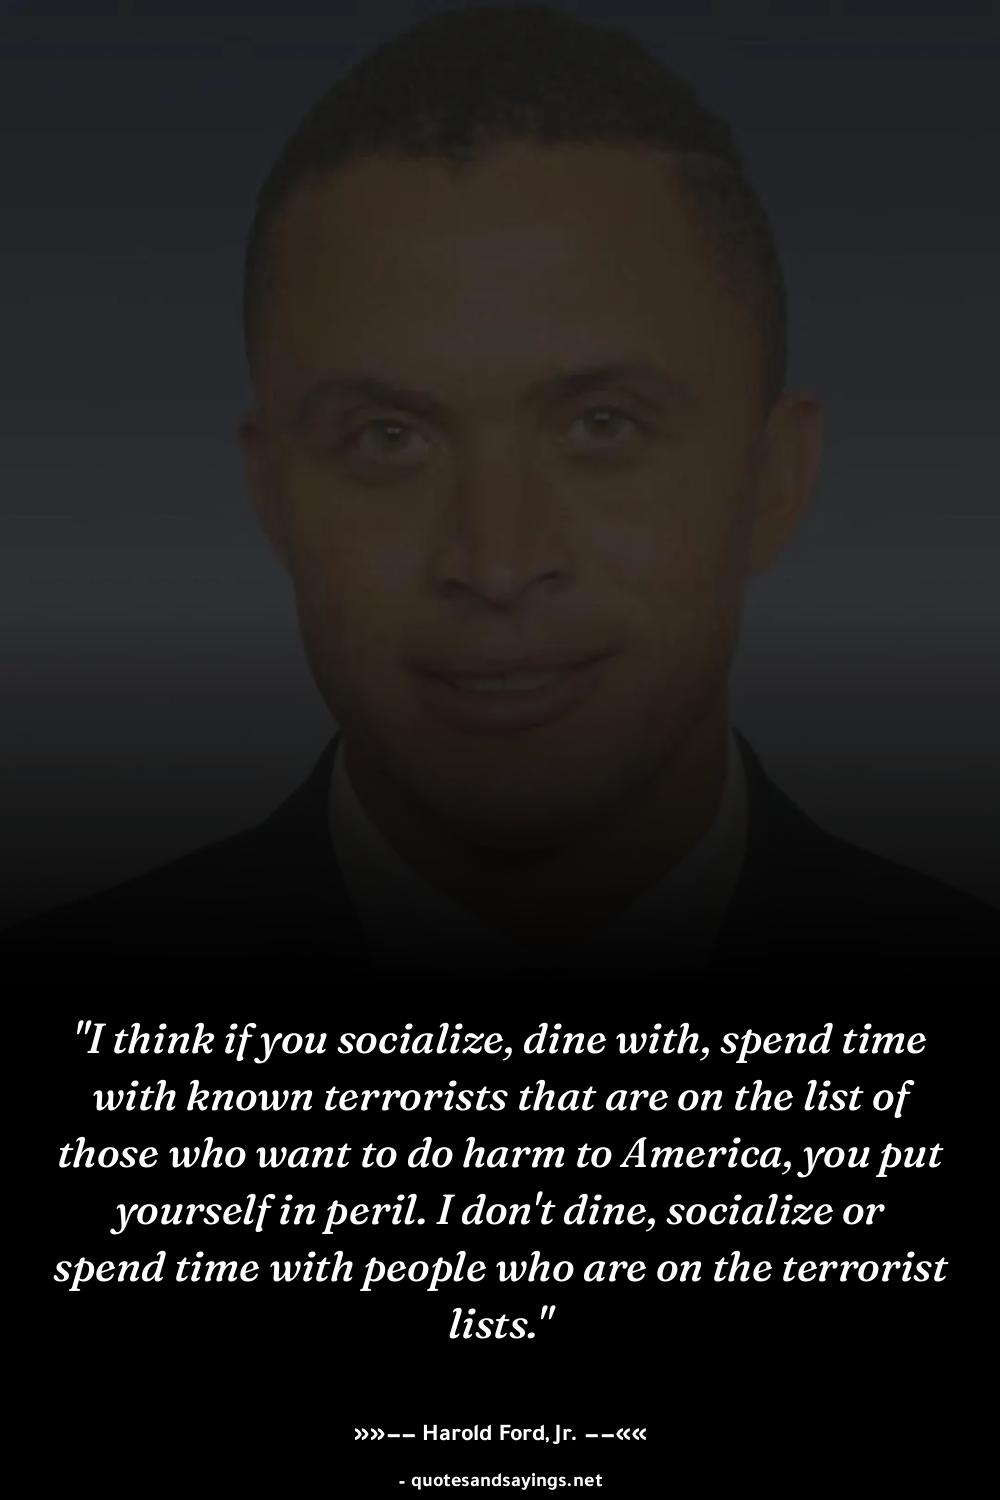 "I think if you socialize, dine with, spend time
with known terrorists that are on the list of
those who want to do harm to America, you put
yourself in peril. I don't dine, socialize or
spend time with people who are on the terrorist
lists."
»»–– Harold Ford, Jr. ––««
- quotesandsayings.net